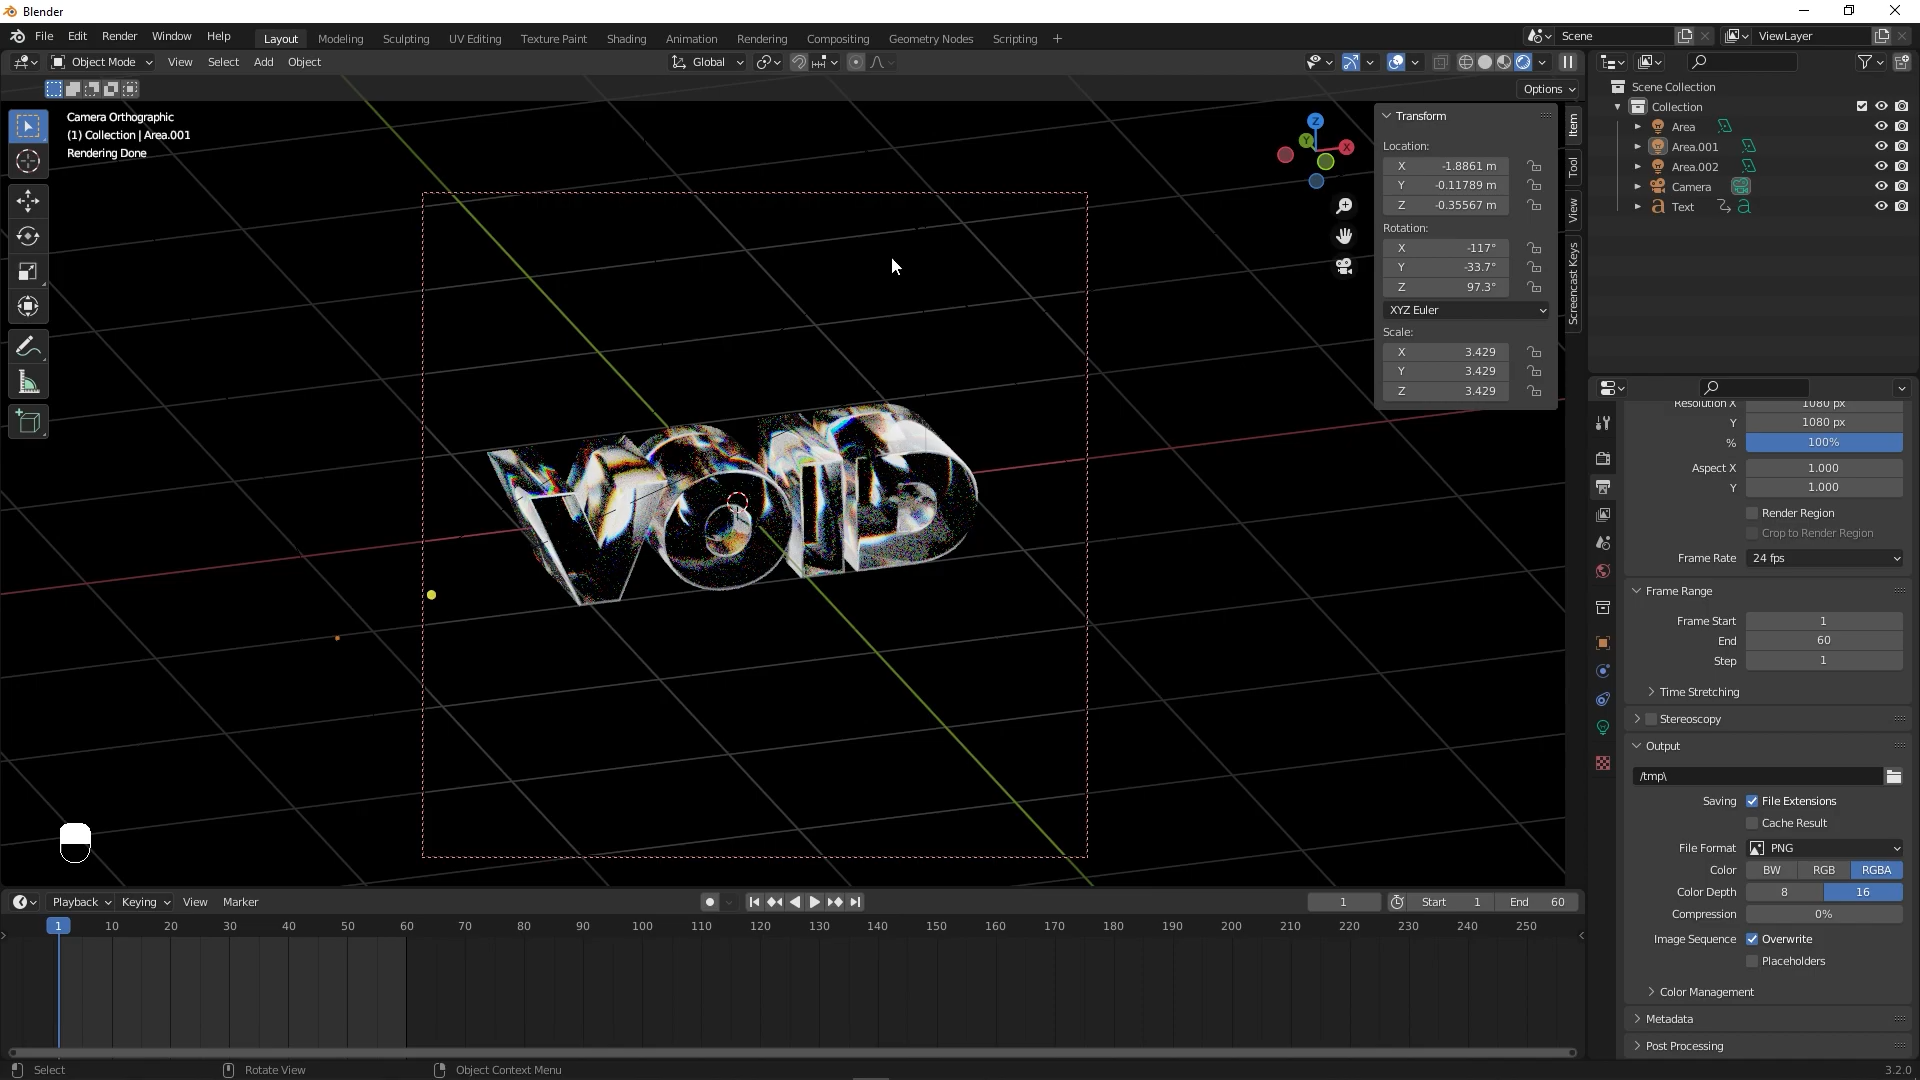 Blender
File Edit Render Window Help Layout Modeling Sculpting UV Editing Texture Paint Shading Animation Rendering Compositing Geometry Nodes Scripting + Scene ViewLayer
Object Mode View Select Add Object Global
Options
Camera Orthographic
(1) Collection | Area.001
Rendering Done
Z
Y
X
Transform
Location:
X -1.8861 m
Y -0.11789 m
Z -0.35567 m
Rotation:
X -117°
Y -33.7°
Z 97.3°
XYZ Euler
Scale:
X 3.429
Y 3.429
Z 3.429
Item
Tool
View
Screencast Keys
VOID
Scene Collection
Collection
Area
Area.001
Area.002
Camera
Text
Resolution X 1080 px
Y 1080 px
% 100%
Aspect X 1.000
Y 1.000
Render Region
Crop to Render Region
Frame Rate 24 fps
Frame Range
Frame Start 1
End 60
Step 1
Time Stretching
Stereoscopy
Output
/tmp\
Saving File Extensions
Cache Result
File Format PNG
Color BW RGB RGBA
Color Depth 8 16
Compression 0%
Image Sequence Overwrite
Placeholders
Color Management
Metadata
Post Processing
Playback Keying View Marker 1 Start 1 End 60
1 10 20 30 40 50 60 70 80 90 100 110 120 130 140 150 160 170 180 190 200 210 220 230 240 250
Select Rotate View Object Context Menu 3.2.0